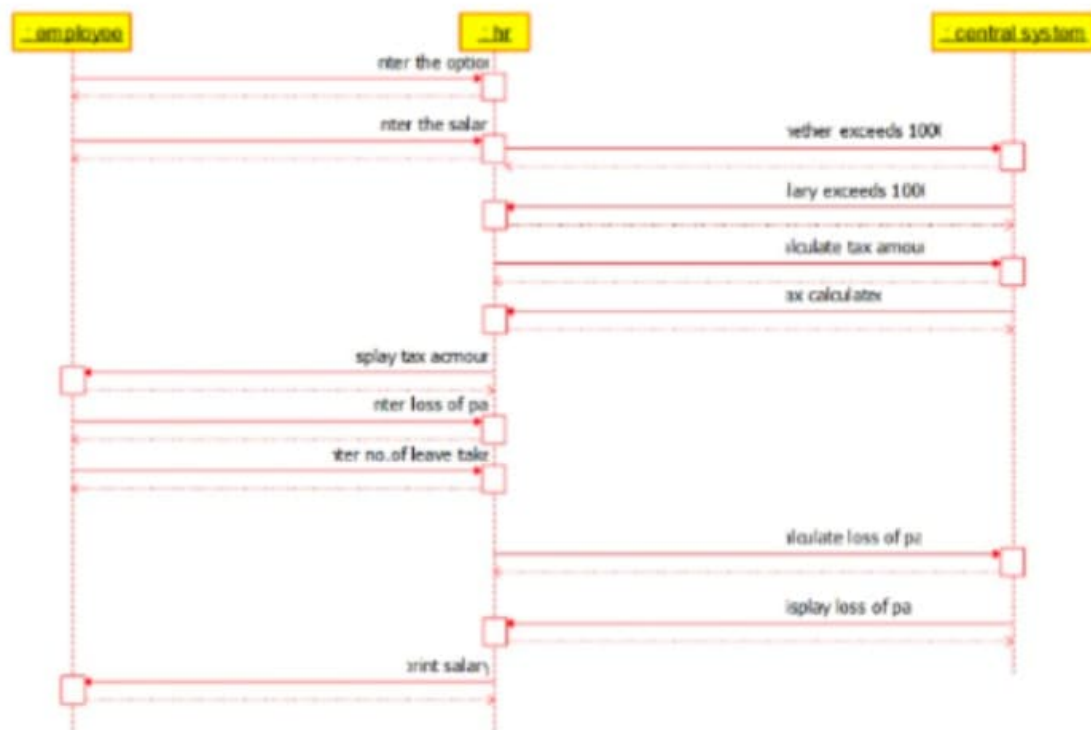 : employee
: hr
: central system
nter the option
nter the salar
hether exceeds 100
lary exceeds 100
lculate tax amou
ax calculate
splay tax acmour
nter loss of pa
ter no.of leave take
lculate loss of pa
isplay loss of pa
print salary